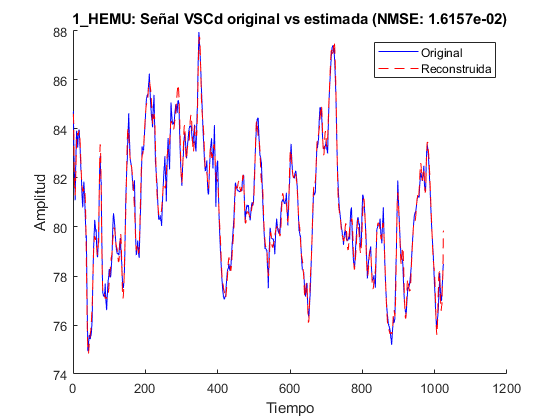 1_HEMU: Señal VSCd original vs estimada (NMSE: 1.6157e-02)
88
86
84
82
80
78
76
74
Amplitud
Original
Reconstruida
0 200 400 600 800 1000 1200
Tiempo